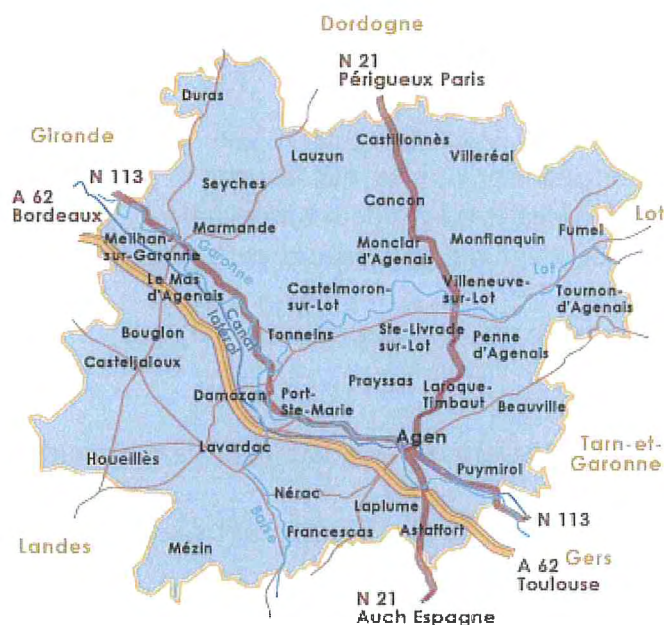 Dordogne
N 21
Périgueux Paris
Duras
Castillonnès
Gironde
Lauzun
Villeréal
N 113
Seyches
A 62
Bordeaux
Cancon
Lot
Marmande
Fumel
Meilhan-
sur-Garonne
Garonne
Monclar
d'Agenais
Monflanquin
Lot
Le Mas
d'Agenais
Castelmoron-
sur-Lot
Villeneuve-
sur-Lot
Tournon-
d'Agenais
Canal
latéral
Bouglon
Tonneins
Ste-Livrade
sur-Lot
Penne
d'Agenais
Casteljaloux
Prayssas
Damazan
Port-
Ste-Marie
Laroque-
Timbaut
Beauville
Agen
Lavardac
Houeillès
Puymirol
Tarn-et-
Garonne
Nérac
Baïse
Laplume
N 113
Landes
Mézin
Francescas
Astaffort
Gers
A 62
Toulouse
N 21
Auch Espagne